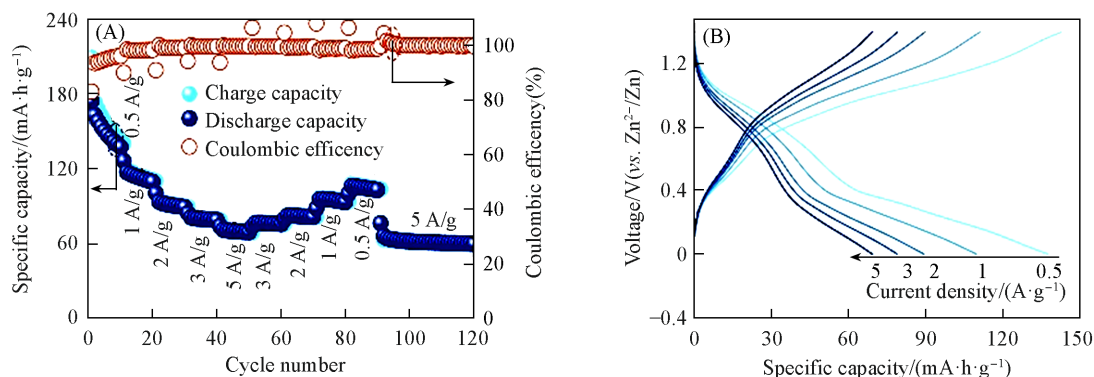 (A)
240
180
120
60
0
Specific capacity/(mA·h·g⁻¹)
0 20 40 60 80 100 120
Cycle number
100
80
60
40
20
0
Coulombic efficency/(%)
Charge capacity
Discharge capacity
Coulombic efficency
0.5 A/g
1 A/g
2 A/g
3 A/g
5 A/g
3 A/g
2 A/g
1 A/g
0.5 A/g
5 A/g
(B)
1.2
0.8
0.4
0
−0.4
Voltage/V(vs. Zn²⁻/Zn)
5 3 2 1 0.5
Current density/(A·g⁻¹)
0 30 60 90 120 150
Specific capacity/(mA·h·g⁻¹)